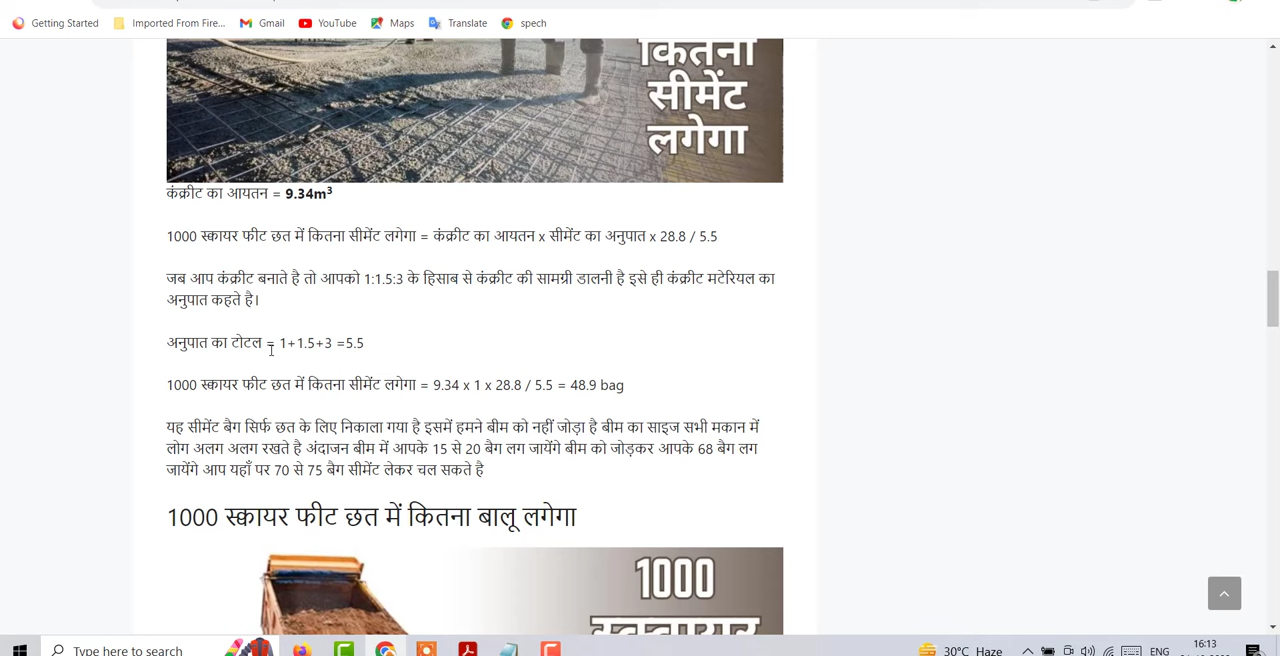 Getting Started
Imported From Fire...
Gmail
YouTube
Maps
Translate
spech
कितना
सीमेंट
लगेगा
कंक्रीट का आयतन = 9.34m³
1000 स्कायर फीट छत में कितना सीमेंट लगेगा = कंक्रीट का आयतन x सीमेंट का अनुपात x 28.8 / 5.5
जब आप कंक्रीट बनाते है तो आपको 1:1.5:3 के हिसाब से कंक्रीट की सामग्री डालनी है इसे ही कंक्रीट मटेरियल का
अनुपात कहते है।
अनुपात का टोटल = 1+1.5+3 =5.5
1000 स्कायर फीट छत में कितना सीमेंट लगेगा = 9.34 x 1 x 28.8 / 5.5 = 48.9 bag
यह सीमेंट बैग सिर्फ छत के लिए निकाला गया है इसमें हमने बीम को नहीं जोड़ा है बीम का साइज सभी मकान में
लोग अलग अलग रखते है अंदाजन बीम में आपके 15 से 20 बैग लग जायेंगे बीम को जोड़कर आपके 68 बैग लग
जायेंगे आप यहाँ पर 70 से 75 बैग सीमेंट लेकर चल सकते है
1000 स्कायर फीट छत में कितना बालू लगेगा
1000
Type here to search
30°C Haze
ENG
16:13